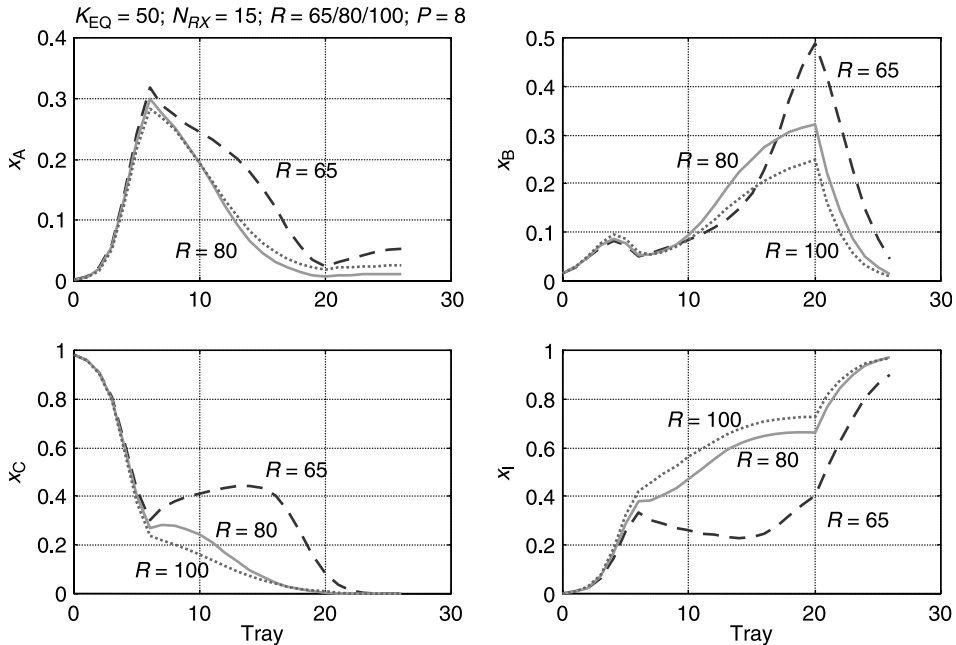 K_EQ = 50; N_RX = 15; R = 65/80/100; P = 8
0.4
0.3
0.2
0.1
0
x_A
R = 65
R = 80
0 10 20 30
0.5
0.4
0.3
0.2
0.1
0
x_B
R = 65
R = 80
R = 100
0 10 20 30
1
0.8
0.6
0.4
0.2
0
x_C
R = 65
R = 80
R = 100
0 10 20 30
Tray
1
0.8
0.6
0.4
0.2
0
x_I
R = 100
R = 80
R = 65
0 10 20 30
Tray